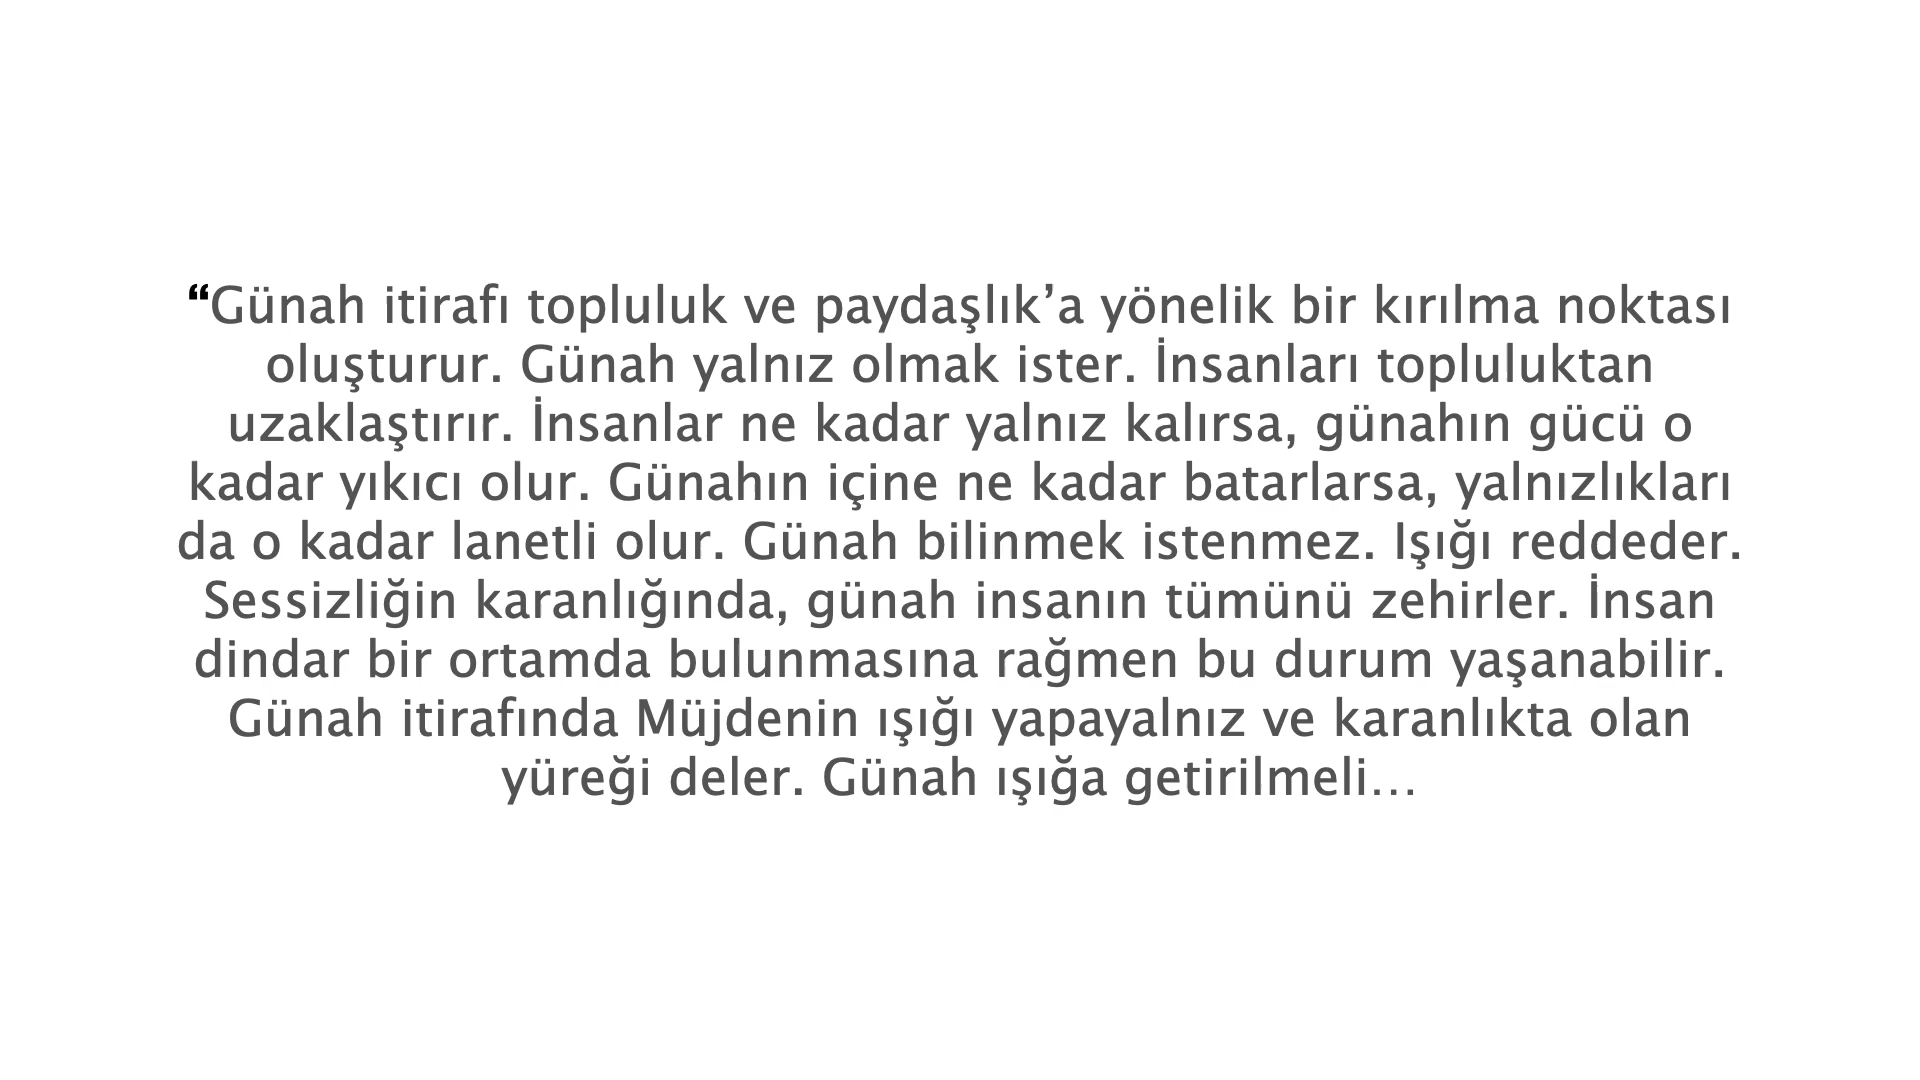 “Günah itirafı topluluk ve paydaşlık’a yönelik bir kırılma noktası
oluşturur. Günah yalnız olmak ister. İnsanları topluluktan
uzaklaştırır. İnsanlar ne kadar yalnız kalırsa, günahın gücü o
kadar yıkıcı olur. Günahın içine ne kadar batarlarsa, yalnızlıkları
da o kadar lanetli olur. Günah bilinmek istenmez. Işığı reddeder.
Sessizliğin karanlığında, günah insanın tümünü zehirler. İnsan
dindar bir ortamda bulunmasına rağmen bu durum yaşanabilir.
Günah itirafında Müjdenin ışığı yapayalnız ve karanlıkta olan
yüreği deler. Günah ışığa getirilmeli…